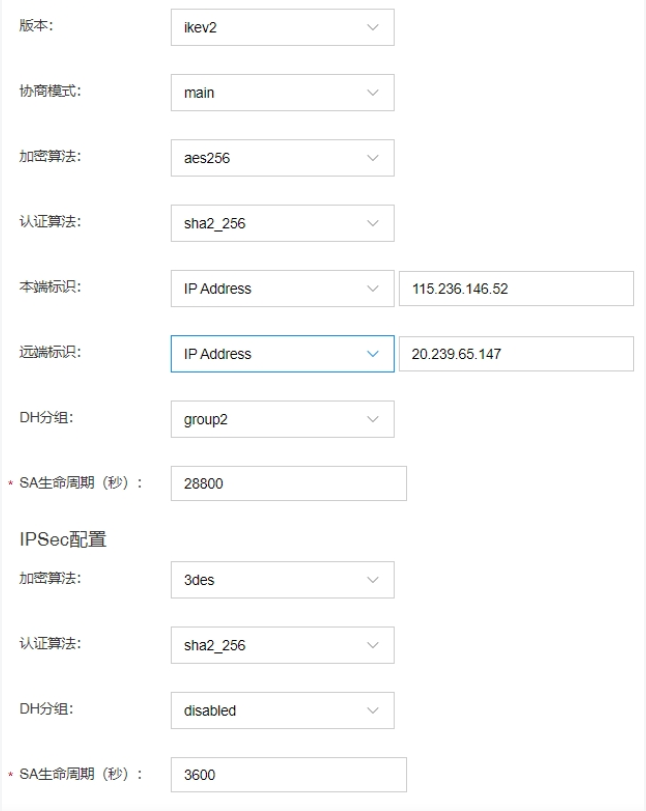 版本: ikev2
协商模式: main
加密算法: aes256
认证算法: sha2_256
本端标识: IP Address 115.236.146.52
远端标识: IP Address 20.239.65.147
DH分组: group2
* SA生命周期（秒）: 28800
IPSec配置
加密算法: 3des
认证算法: sha2_256
DH分组: disabled
* SA生命周期（秒）: 3600